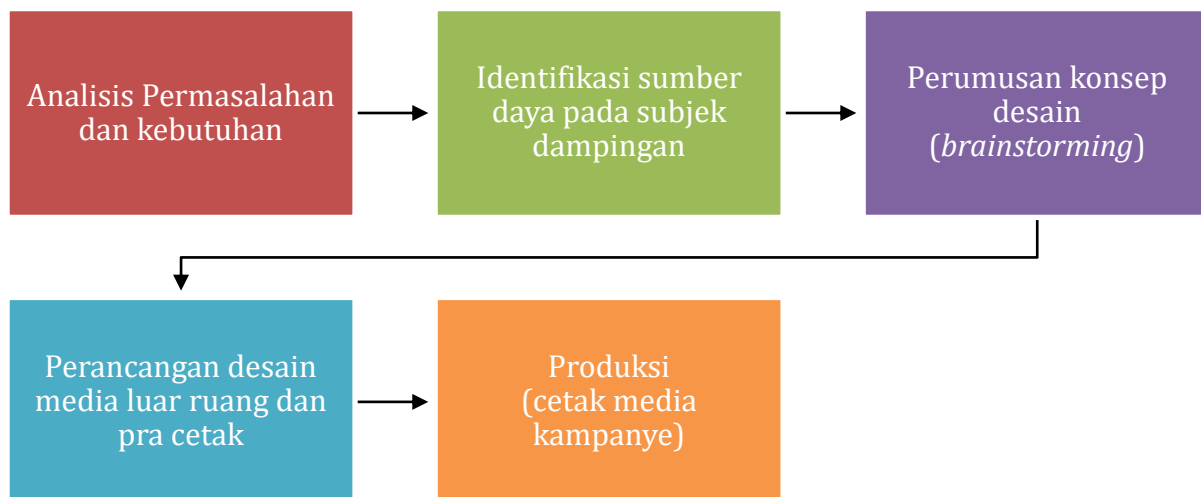 Analisis Permasalahan
dan kebutuhan
Identifikasi sumber
daya pada subjek
dampingan
Perumusan konsep
desain
(brainstorming)
Perancangan desain
media luar ruang dan
pra cetak
Produksi
(cetak media
kampanye)